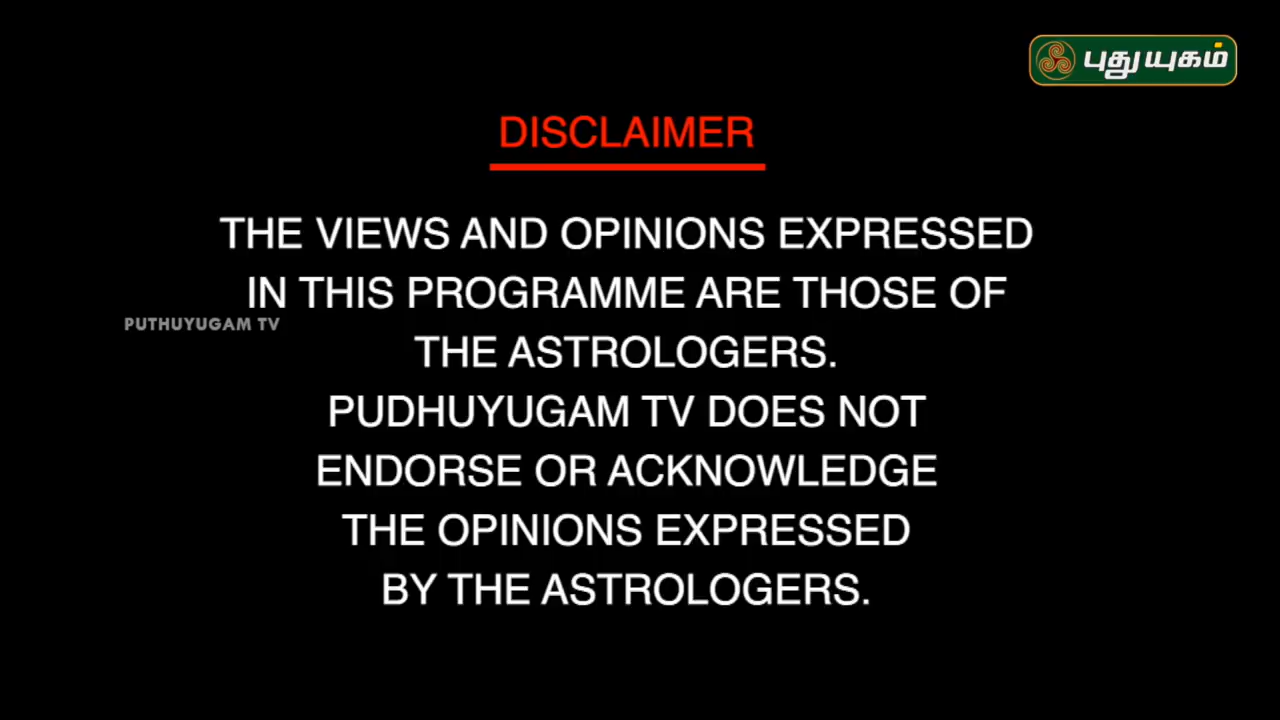 புதுயுகம்
DISCLAIMER
THE VIEWS AND OPINIONS EXPRESSED
IN THIS PROGRAMME ARE THOSE OF
PUTHUYUGAM TV
THE ASTROLOGERS.
PUDHUYUGAM TV DOES NOT
ENDORSE OR ACKNOWLEDGE
THE OPINIONS EXPRESSED
BY THE ASTROLOGERS.